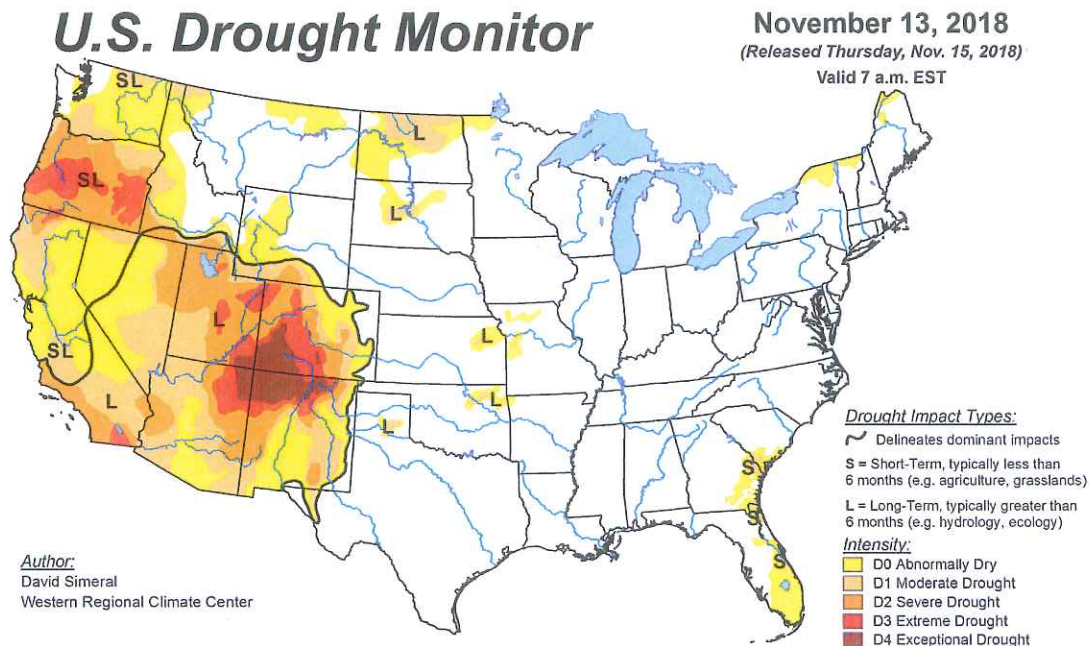 U.S. Drought Monitor
November 13, 2018
(Released Thursday, Nov. 15, 2018)
Valid 7 a.m. EST
SL
L
SL
L
L
L
SL
L
L
L
S
S
S
Drought Impact Types:
Delineates dominant impacts
S = Short-Term, typically less than
6 months (e.g. agriculture, grasslands)
L = Long-Term, typically greater than
6 months (e.g. hydrology, ecology)
Intensity:
D0 Abnormally Dry
D1 Moderate Drought
D2 Severe Drought
D3 Extreme Drought
D4 Exceptional Drought
Author:
David Simeral
Western Regional Climate Center